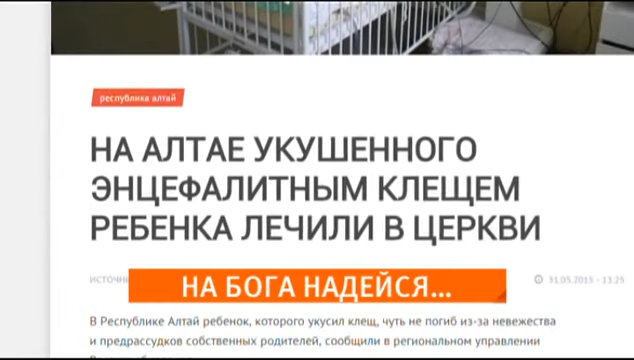 республика алтай
НА АЛТАЕ УКУШЕННОГО
ЭНЦЕФАЛИТНЫМ КЛЕЩЕМ
РЕБЕНКА ЛЕЧИЛИ В ЦЕРКВИ
31.05.2015 - 13:25
НА БОГА НАДЕЙСЯ...
В Республике Алтай ребенок, которого укусил клещ, чуть не погиб из-за невежества
и предрассудков собственных родителей, сообщили в региональном управлении